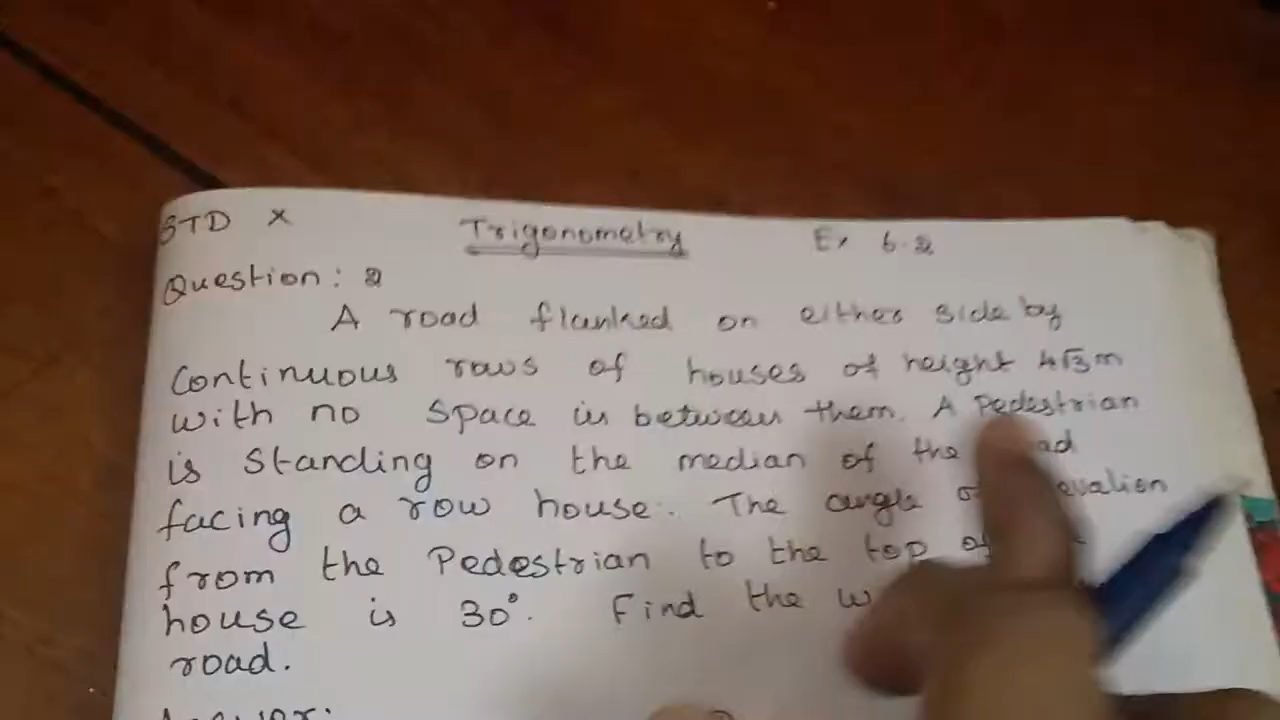 STD X Trigonometry Ex 6.2
Question: 2
A road flanked on either side by
continuous rows of houses of height 4√3m
with no space in between them. A Pedestrian
is standing on the median of the
facing a row house. The angle
from the Pedestrian to the top of
house is 30°. Find the
road.